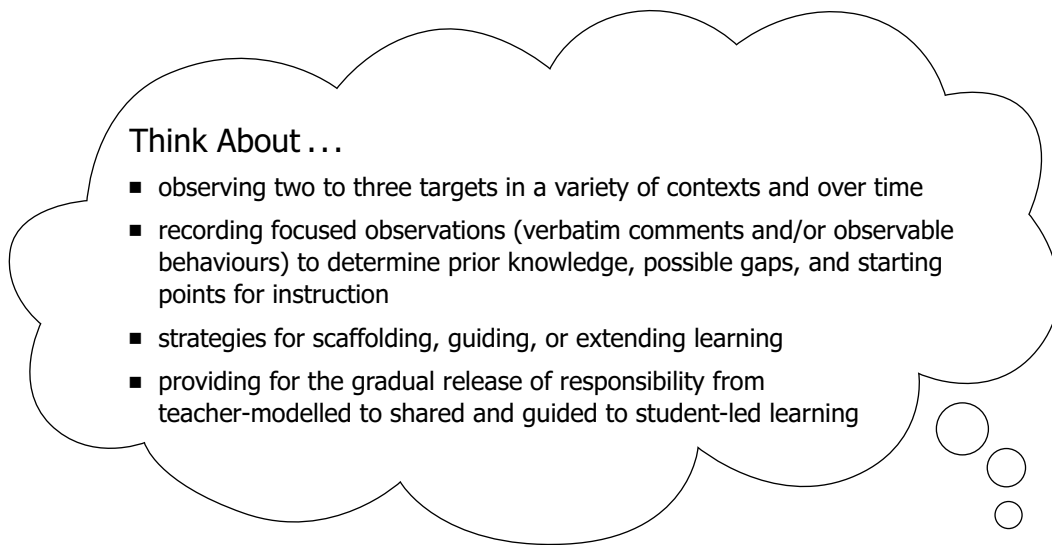 Think About ...
■ observing two to three targets in a variety of contexts and over time
■ recording focused observations (verbatim comments and/or observable
behaviours) to determine prior knowledge, possible gaps, and starting
points for instruction
■ strategies for scaffolding, guiding, or extending learning
■ providing for the gradual release of responsibility from
teacher-modelled to shared and guided to student-led learning